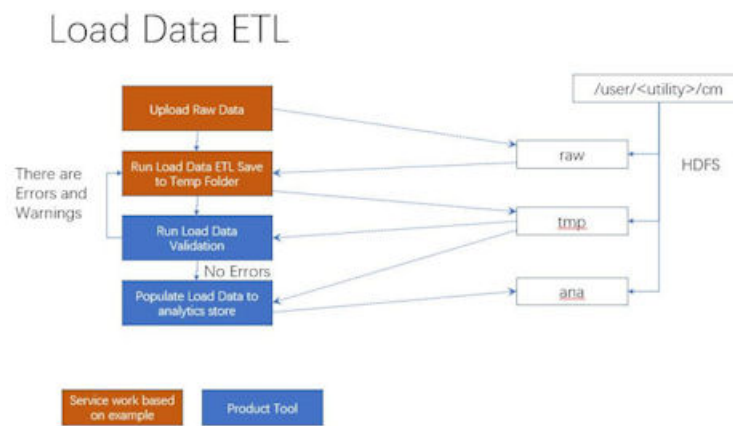 Load Data ETL
/user/<utility>/cm
Upload Raw Data
raw
HDFS
There are
Errors and
Warnings
Run Load Data ETL Save
to Temp Folder
tmp
Run Load Data
Validation
No Errors
Populate Load Data to
analytics store
ana
Service work based
on example
Product Tool